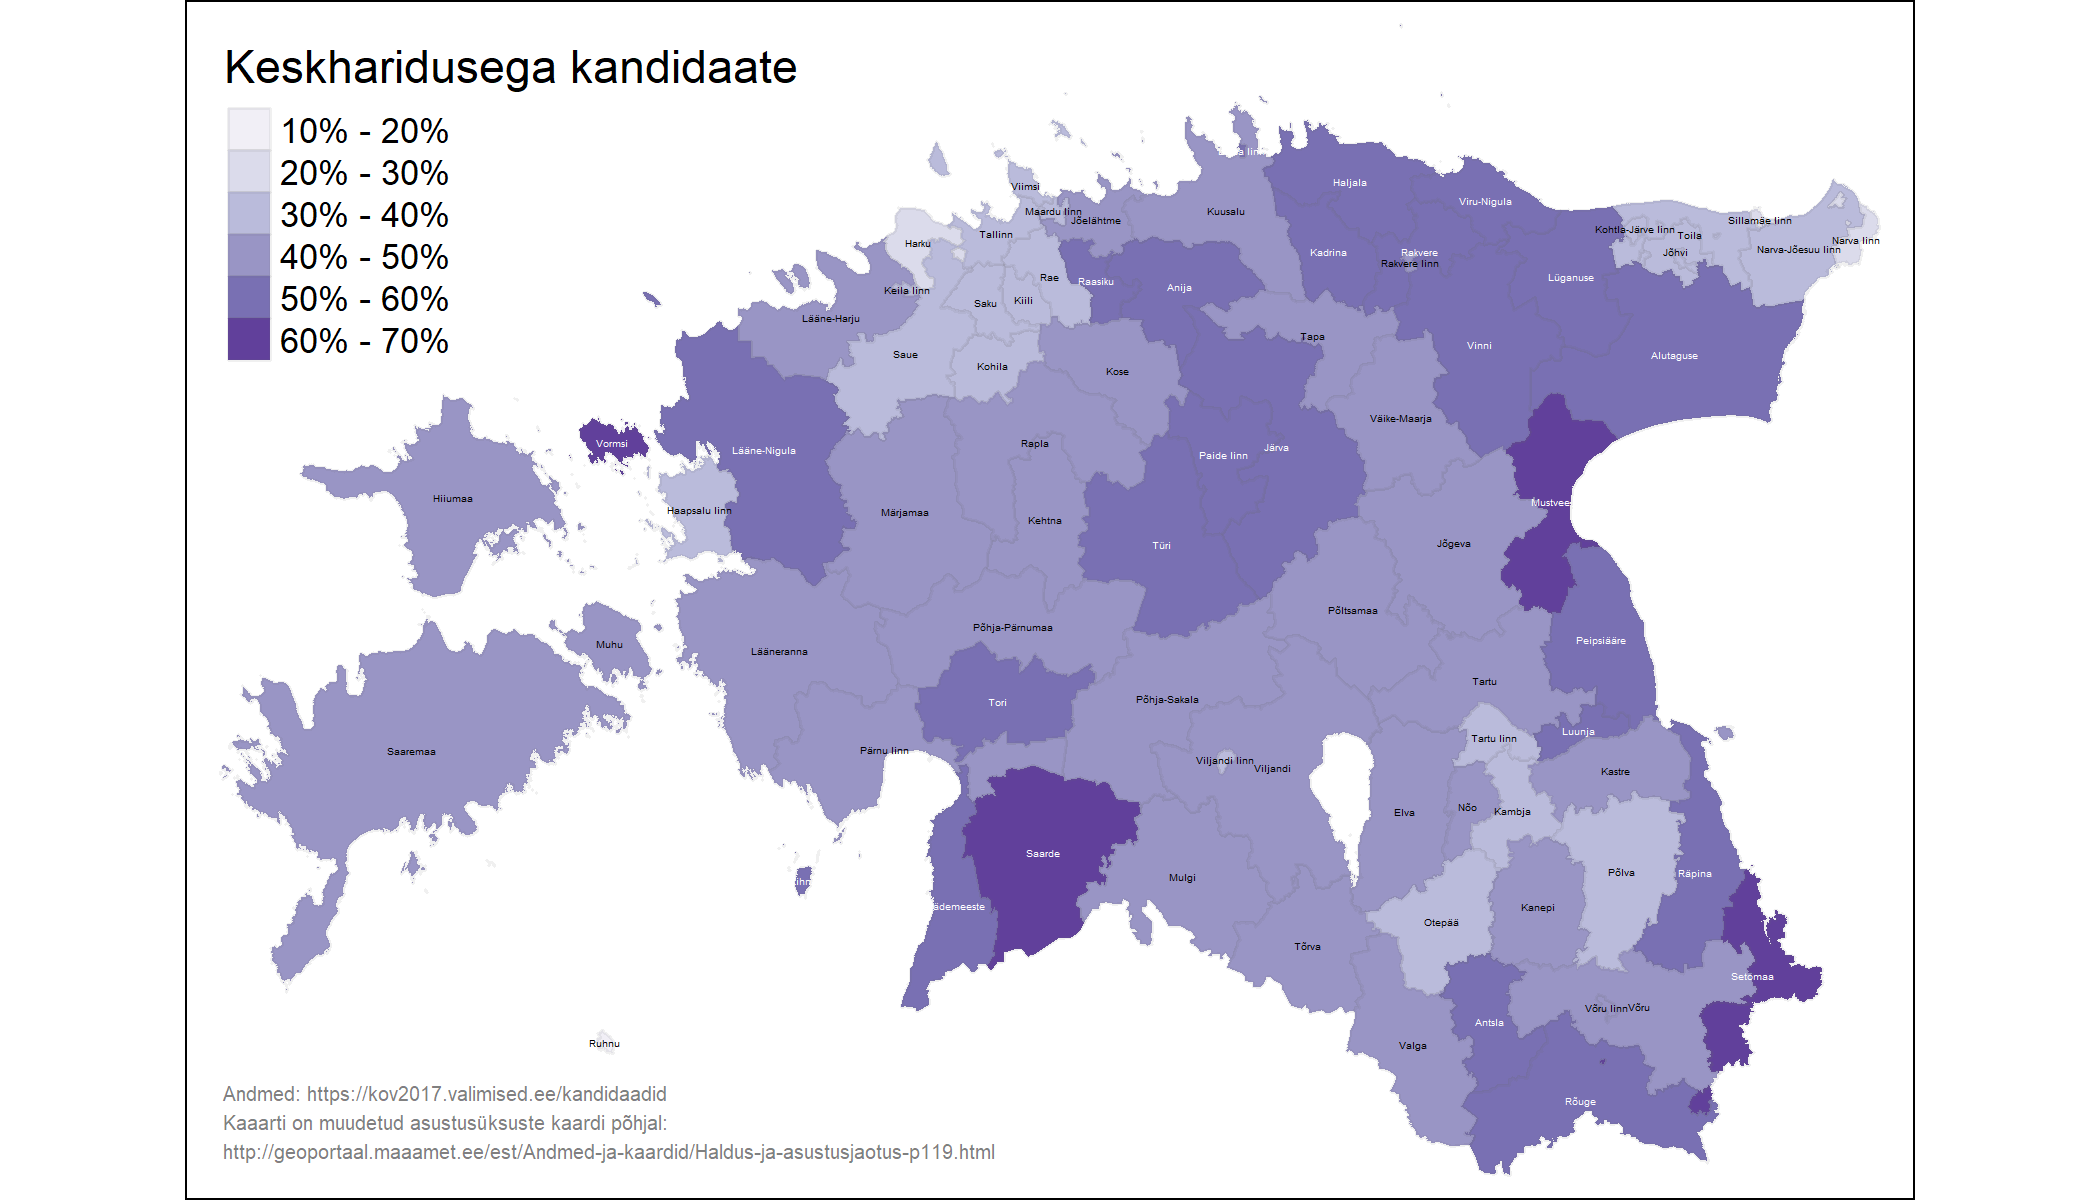 Keskharidusega kandidaate
10% - 20%
20% - 30%
30% - 40%
40% - 50%
50% - 60%
60% - 70%
Haljala
Viimsi
Viru-Nigula
Maardu linn
Jõelähtme
Kuusalu
Sillamäe linn
Kohtla-Järve linn
Toila
Tallinn
Narva linn
Harku
Narva-Jõesuu linn
Kadrina
Rakvere
Jõhvi
Rakvere linn
Rae
Raasiku
Lüganuse
Anija
Keila linn
Saku
Kiili
Lääne-Harju
Tapa
Vinni
Saue
Alutaguse
Kohila
Kose
Väike-Maarja
Vormsi
Rapla
Järva
Lääne-Nigula
Paide linn
Hiiumaa
Mustvee
Haapsalu linn
Märjamaa
Kehtna
Türi
Jõgeva
Põltsamaa
Põhja-Pärnumaa
Peipsiääre
Muhu
Lääneranna
Tartu
Põhja-Sakala
Tori
Luunja
Tartu linn
Saaremaa
Pärnu linn
Viljandi linn
Viljandi
Kastre
Nõo
Kambja
Elva
Saarde
Põlva
Räpina
Mulgi
ädemeeste
Kanepi
Otepää
Tõrva
Setomaa
Võru linn
Võru
Antsla
Ruhnu
Valga
Rõuge
Andmed: https://kov2017.valimised.ee/kandidaadid
Kaaarti on muudetud asustusüksuste kaardi põhjal:
http://geoportaal.maaamet.ee/est/Andmed-ja-kaardid/Haldus-ja-asustusjaotus-p119.html